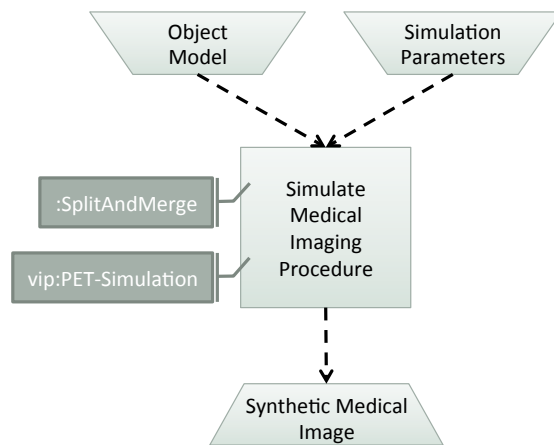 Object
Model
Simulation
Parameters
:SplitAndMerge
Simulate
Medical
Imaging
Procedure
vip:PET-Simulation
Synthetic Medical
Image